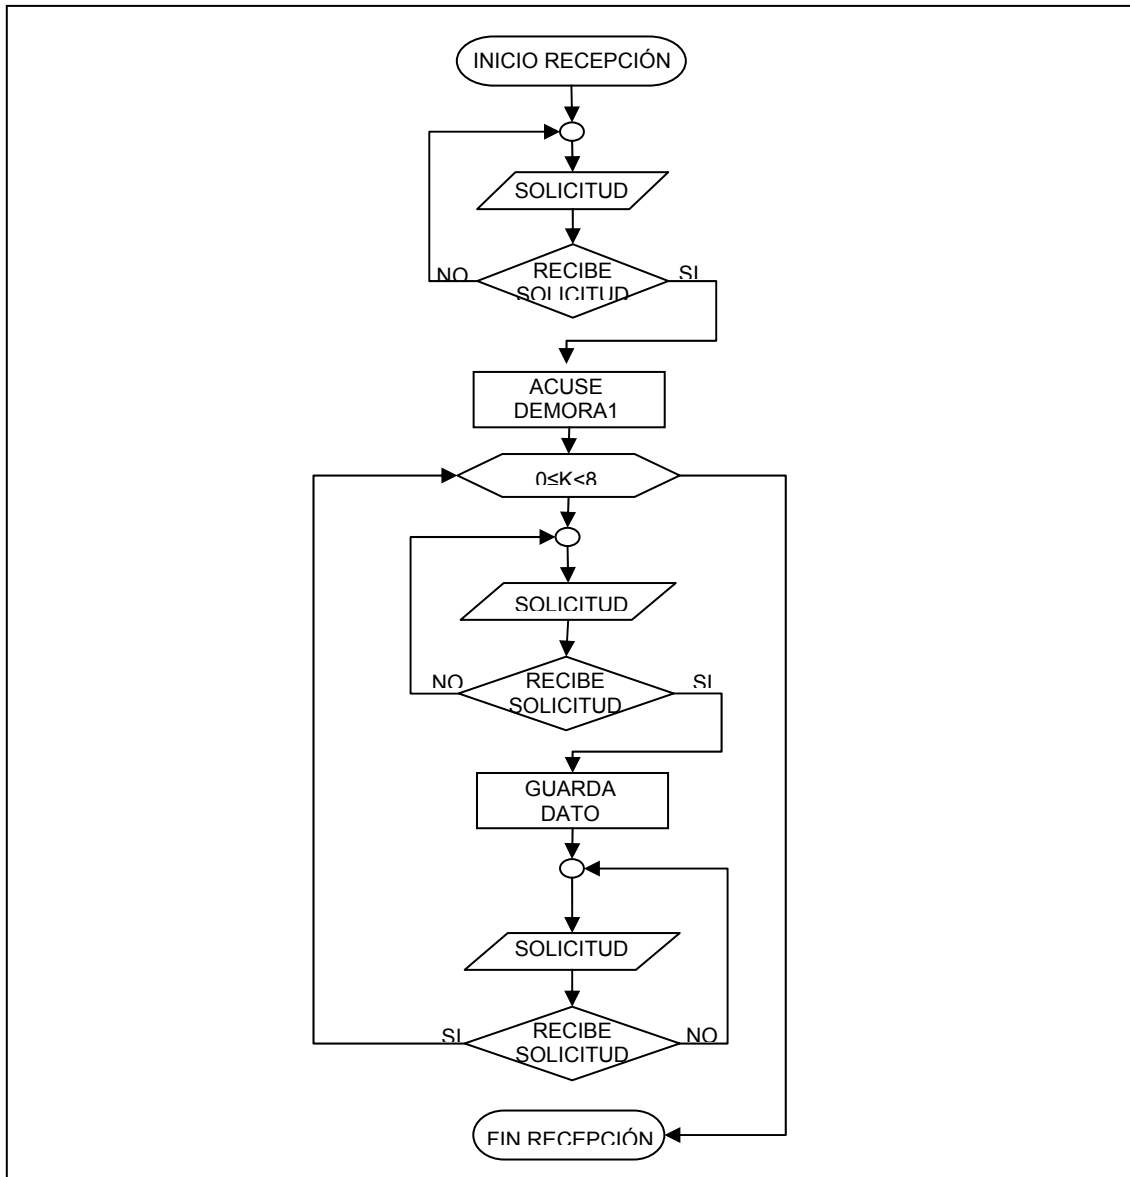 INICIO RECEPCIÓN
SOLICITUD
RECIBE
SOLICITUD
NO
SI
ACUSE
DEMORA1
0≤K<8
SOLICITUD
RECIBE
SOLICITUD
NO
SI
GUARDA
DATO
SOLICITUD
RECIBE
SOLICITUD
SI
NO
FIN RECEPCIÓN